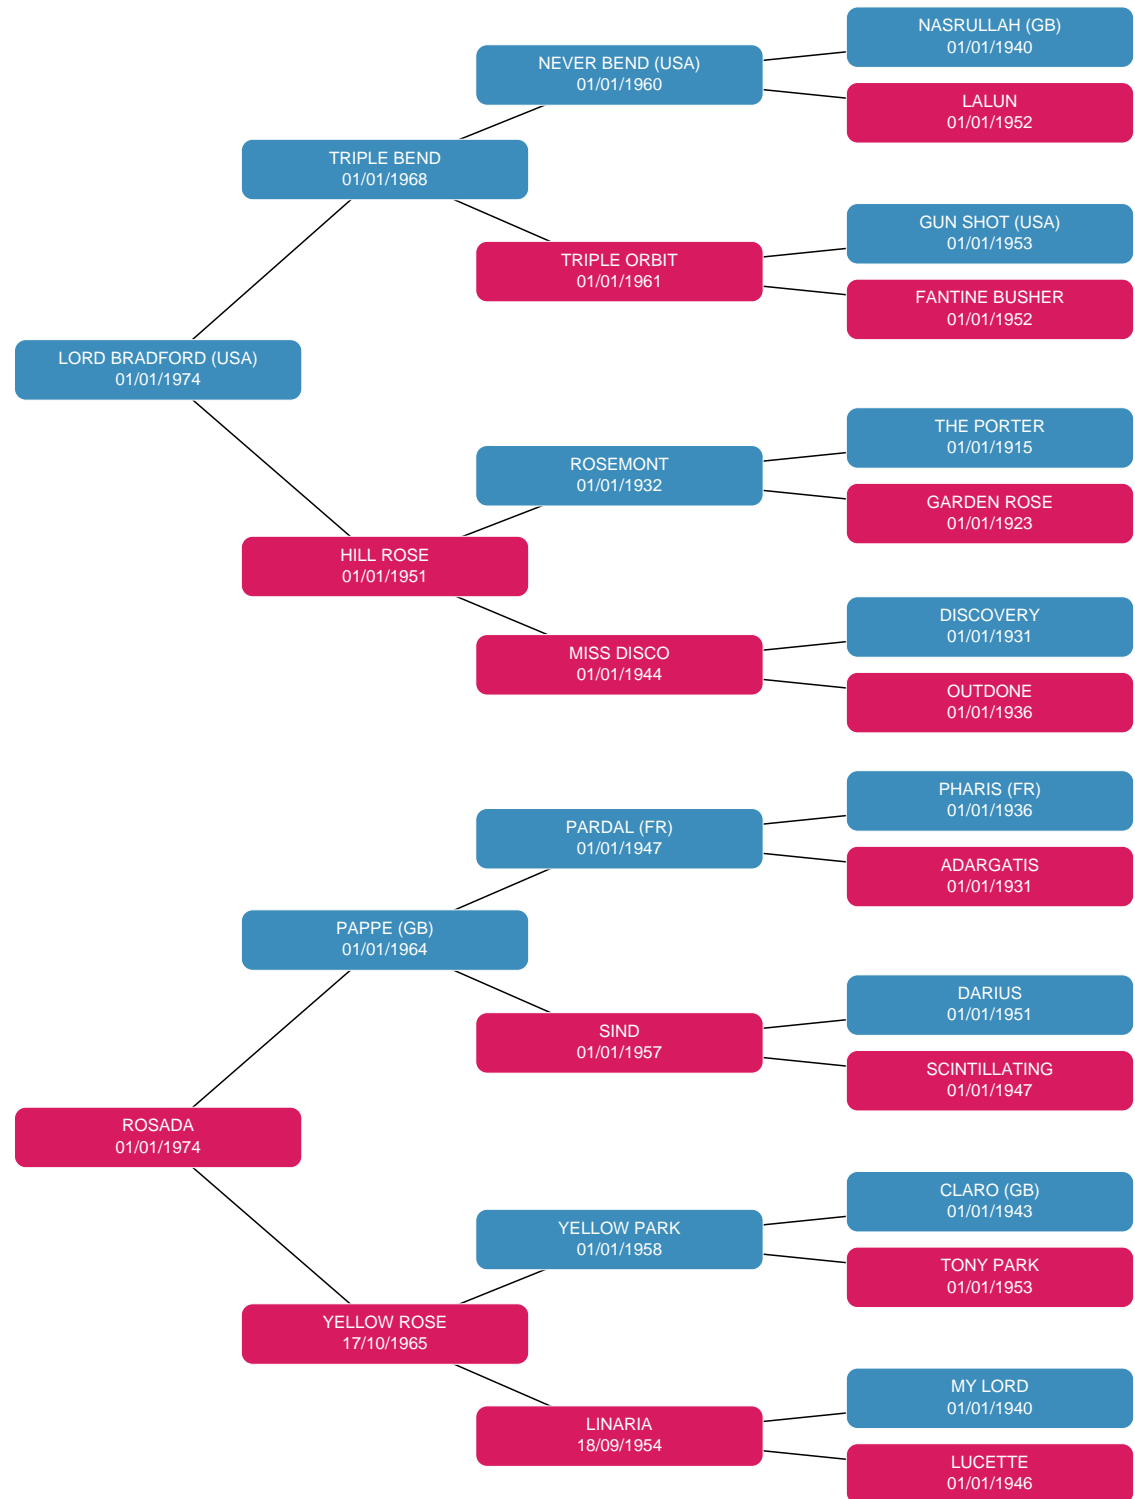 NASRULLAH (GB)
01/01/1940
NEVER BEND (USA)
01/01/1960
LALUN
01/01/1952
TRIPLE BEND
01/01/1968
GUN SHOT (USA)
01/01/1953
TRIPLE ORBIT
01/01/1961
FANTINE BUSHER
01/01/1952
LORD BRADFORD (USA)
01/01/1974
THE PORTER
01/01/1915
ROSEMONT
01/01/1932
GARDEN ROSE
01/01/1923
HILL ROSE
01/01/1951
DISCOVERY
01/01/1931
MISS DISCO
01/01/1944
OUTDONE
01/01/1936
PHARIS (FR)
01/01/1936
PARDAL (FR)
01/01/1947
ADARGATIS
01/01/1931
PAPPE (GB)
01/01/1964
DARIUS
01/01/1951
SIND
01/01/1957
SCINTILLATING
01/01/1947
ROSADA
01/01/1974
CLARO (GB)
01/01/1943
YELLOW PARK
01/01/1958
TONY PARK
01/01/1953
YELLOW ROSE
17/10/1965
MY LORD
01/01/1940
LINARIA
18/09/1954
LUCETTE
01/01/1946